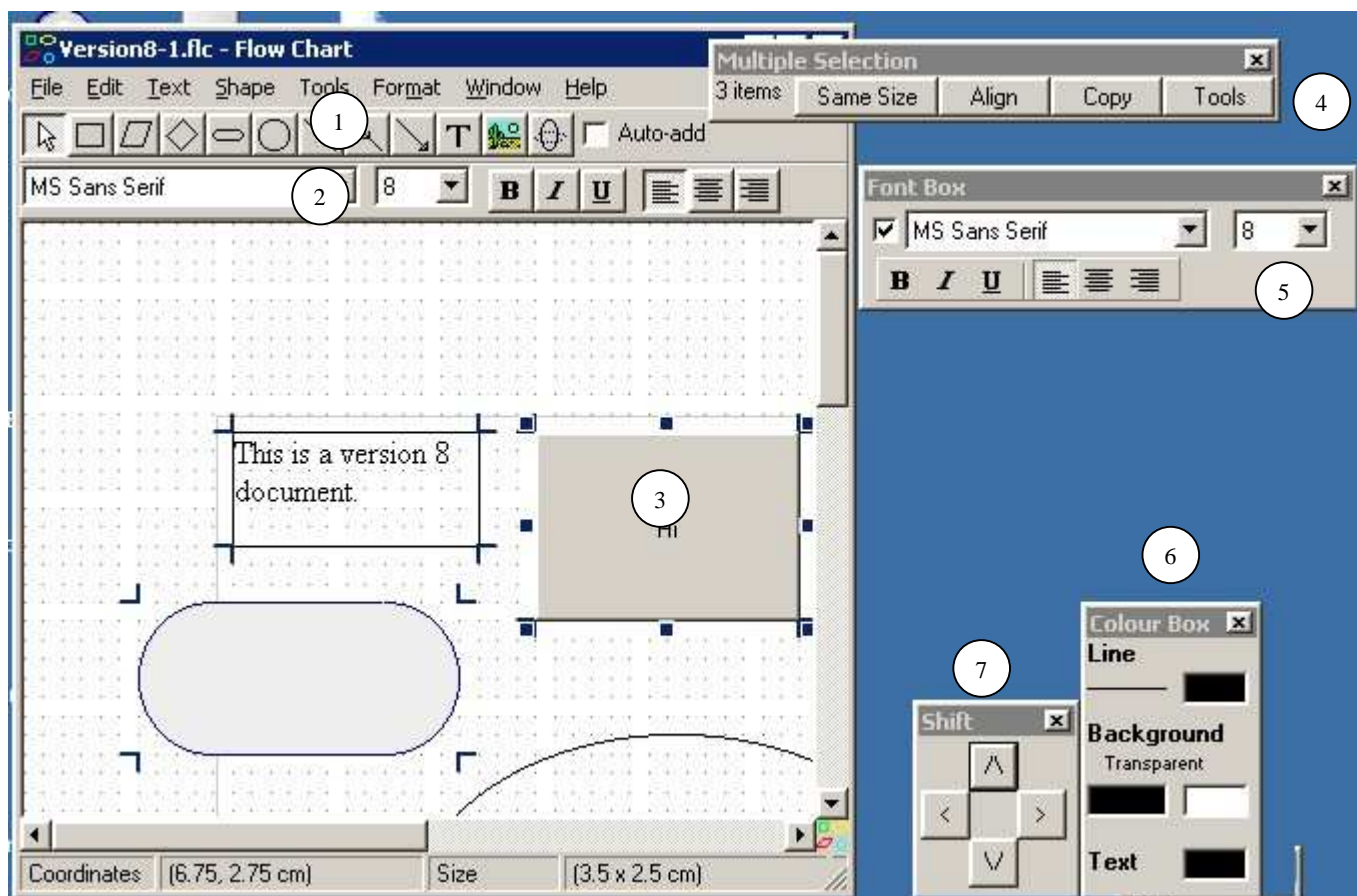 Version8-1.flc - Flow Chart
File Edit Text Shape Tools Format Window Help
1
T Auto-add
MS Sans Serif 2 8 B I U
This is a version 8
document.
3
Hi
Coordinates (6.75, 2.75 cm) Size (3.5 x 2.5 cm)
Multiple Selection
3 items Same Size Align Copy Tools
4
Font Box
MS Sans Serif 8
B I U
5
6
Colour Box
Line
Background
Transparent
Text
7
Shift
/\
< >
\/